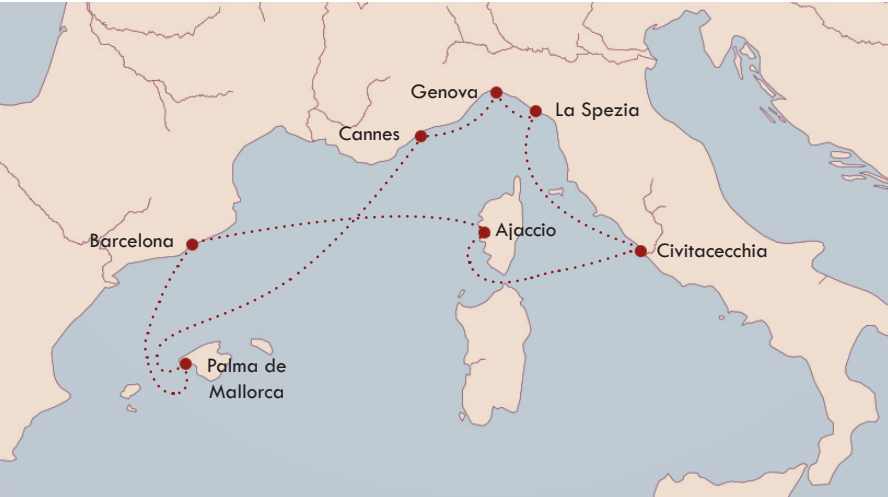 Genova
La Spezia
Cannes
Barcelona
Ajaccio
Civitacecchia
Palma de
Mallorca